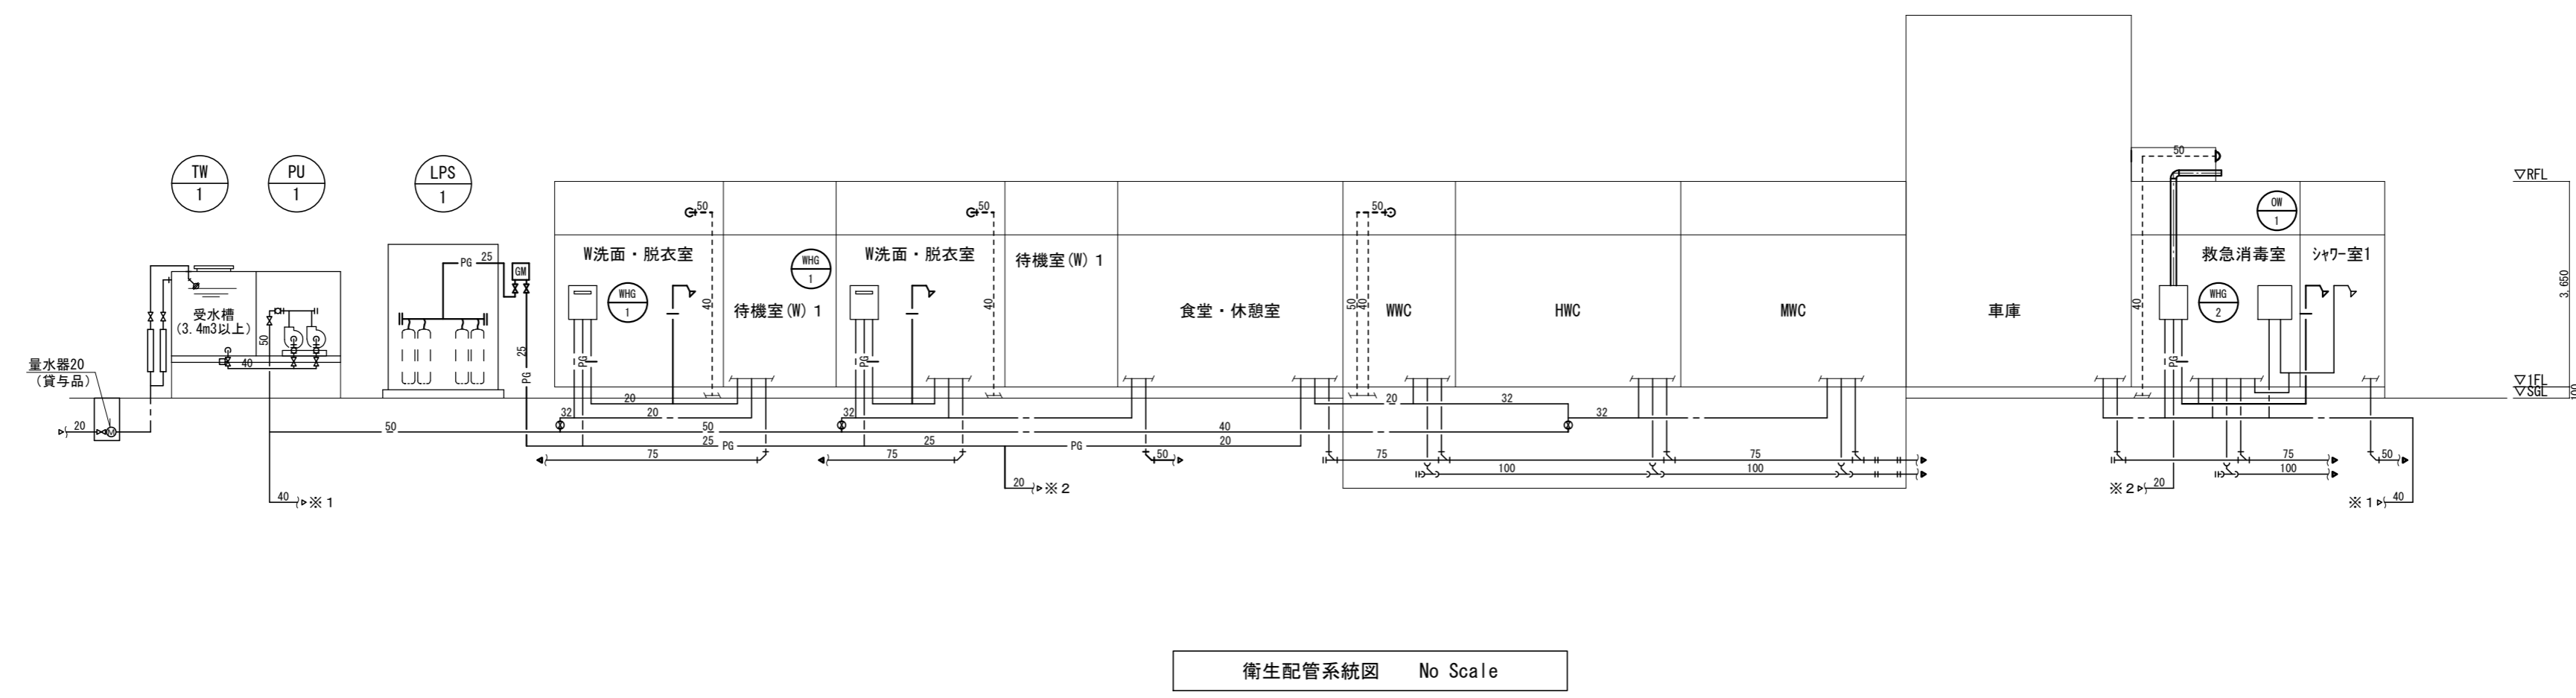 TW
1
PU
1
LPS
1
受水槽
(3.4m3以上)
50
40
量水器20
(貸与品)
20
M
PG 25
GM
25
PG
W洗面・脱衣室
50
40
WHG
1
PG
待機室(W) 1
WHG
1
W洗面・脱衣室
50
40
PG
待機室(W) 1
食堂・休憩室
50
50
40
WWC
HWC
MWC
車庫
50
40
OW
1
救急消毒室
シャワー室1
WHG
2
PG
▽RFL
3,650
▽1FL
▽SGL
100
20
32
20
32
20
32
32
50
50
40
25
PG
25
PG
20
75
75
50
75
75
100
100
75
100
50
40
※1
20
※2
※2
20
※1
40
衛生配管系統図 No Scale